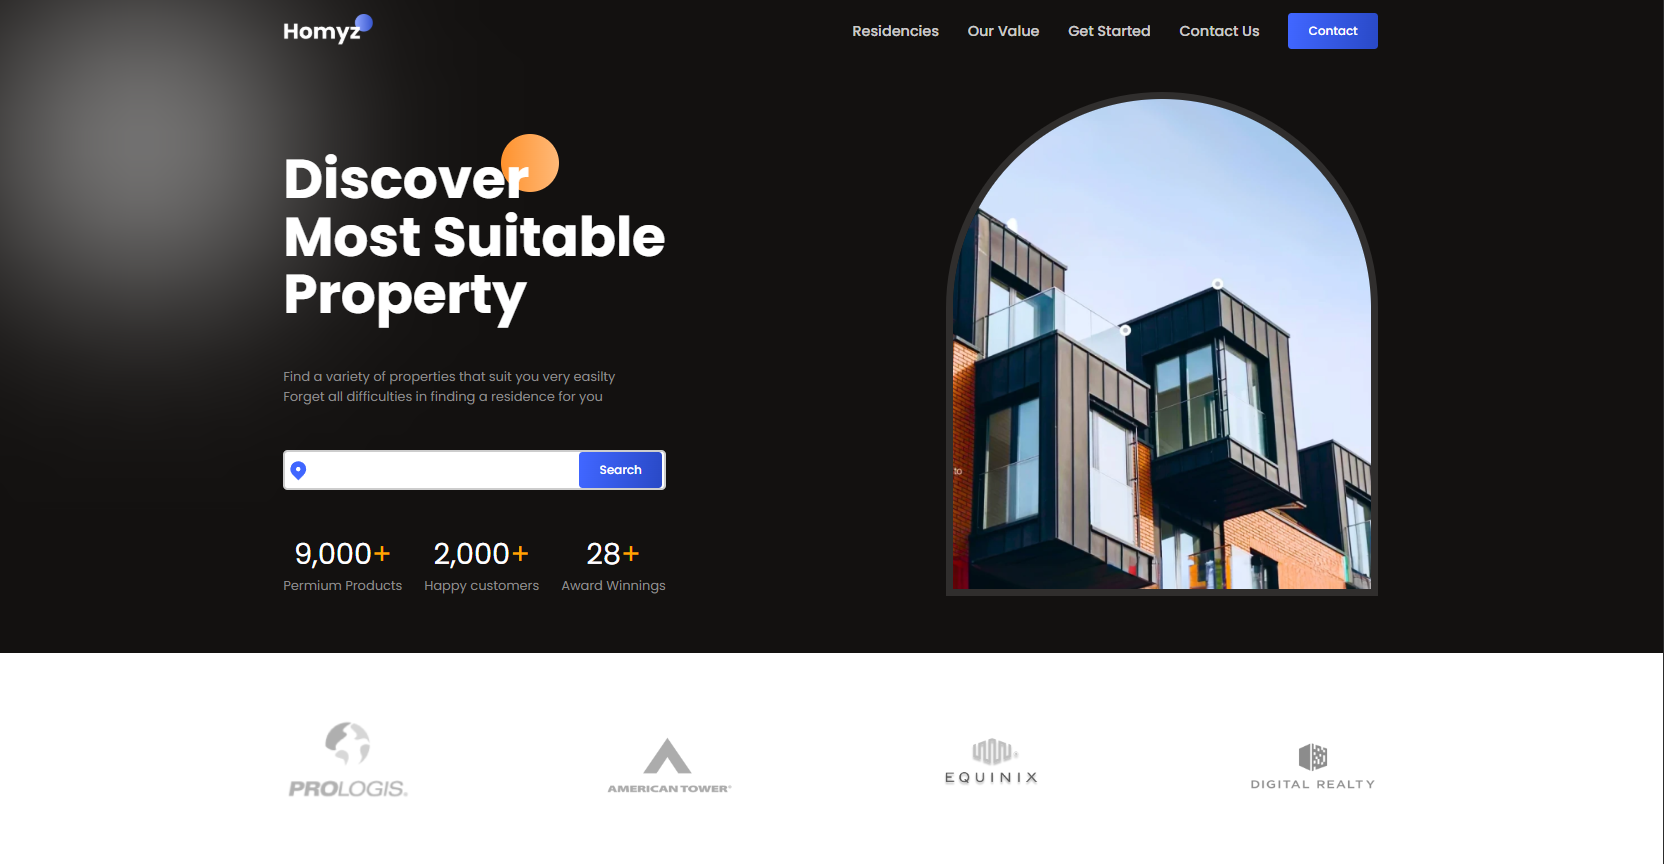 Homyz
Residencies
Our Value
Get Started
Contact Us
Contact
Discover
Most Suitable
Property
Find a variety of properties that suit you very easilty
Forget all difficulties in finding a residence for you
Search
9,000+
2,000+
28+
Permium Products
Happy customers
Award Winnings
to
PROLOGIS®
AMERICAN TOWER®
EQUINIX
DIGITAL REALTY